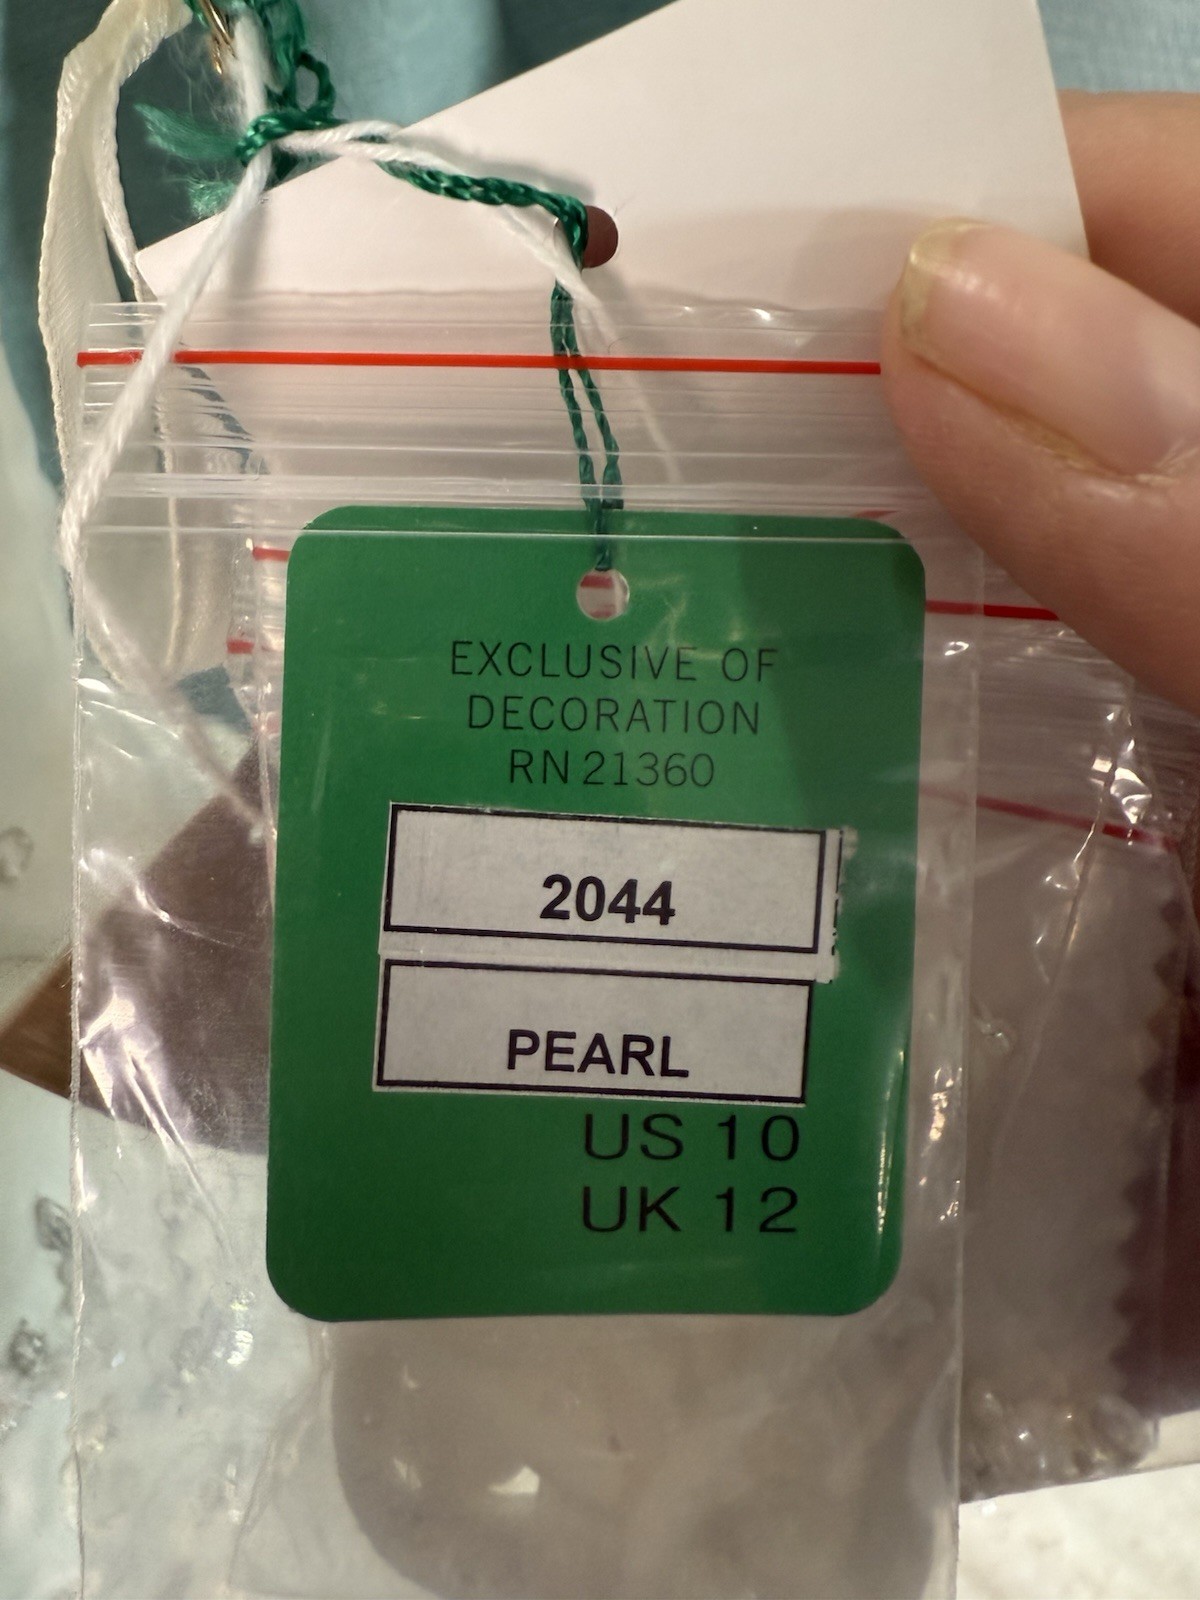 EXCLUSIVE OF
DECORATION
RN 21360
2044
PEARL
US 10
UK 12